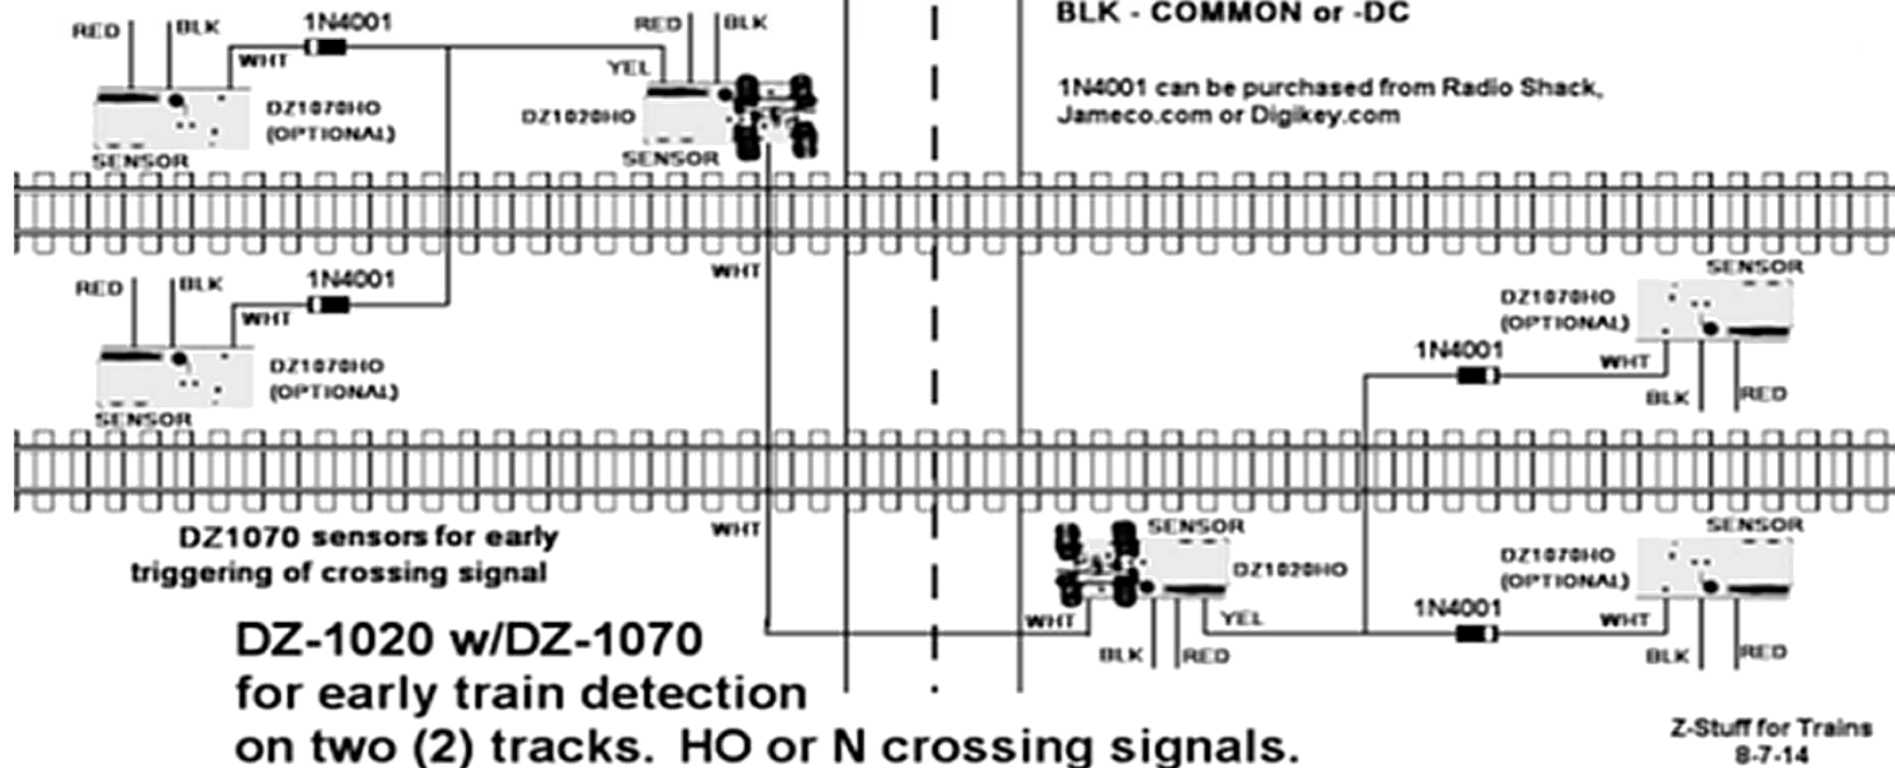 RED
BLK
1N4001
WHT
DZ1070HO
(OPTIONAL)
SENSOR
RED
BLK
YEL
DZ1020HO
SENSOR
BLK - COMMON or -DC
1N4001 can be purchased from Radio Shack,
Jameco.com or Digikey.com
RED
BLK
1N4001
WHT
DZ1070HO
(OPTIONAL)
SENSOR
WHT
SENSOR
DZ1070HO
(OPTIONAL)
1N4001
WHT
BLK
RED
DZ1070 sensors for early
triggering of crossing signal
WHT
SENSOR
DZ1020HO
WHT
BLK
RED
YEL
SENSOR
DZ1070HO
(OPTIONAL)
1N4001
WHT
BLK
RED
DZ-1020 w/DZ-1070
for early train detection
on two (2) tracks. HO or N crossing signals.
Z-Stuff for Trains
8-7-14